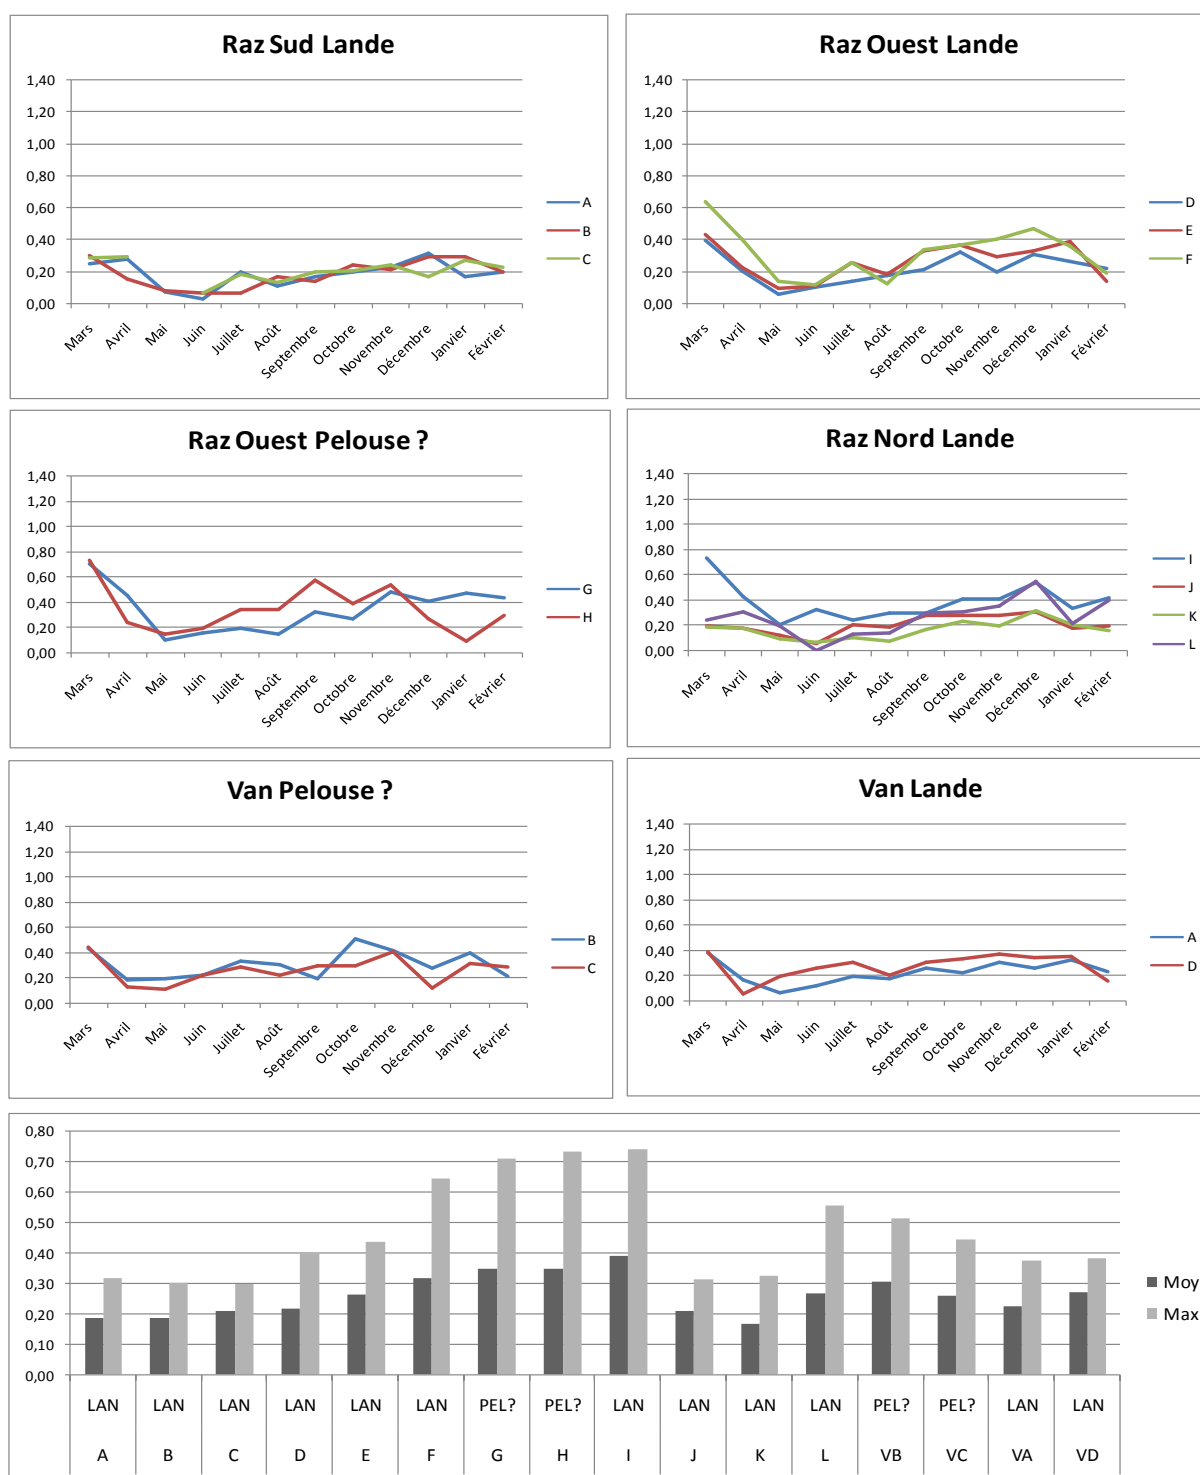 Raz Sud Lande
1,40
1,20
1,00
0,80
0,60
0,40
0,20
0,00
Mars
Avril
Mai
Juin
Juillet
Août
Septembre
Octobre
Novembre
Décembre
Janvier
Février
A
B
C
Raz Ouest Lande
1,40
1,20
1,00
0,80
0,60
0,40
0,20
0,00
Mars
Avril
Mai
Juin
Juillet
Août
Septembre
Octobre
Novembre
Décembre
Janvier
Février
D
E
F
Raz Ouest Pelouse ?
1,40
1,20
1,00
0,80
0,60
0,40
0,20
0,00
Mars
Avril
Mai
Juin
Juillet
Août
Septembre
Octobre
Novembre
Décembre
Janvier
Février
G
H
Raz Nord Lande
1,40
1,20
1,00
0,80
0,60
0,40
0,20
0,00
Mars
Avril
Mai
Juin
Juillet
Août
Septembre
Octobre
Novembre
Décembre
Janvier
Février
I
J
K
L
Van Pelouse ?
1,40
1,20
1,00
0,80
0,60
0,40
0,20
0,00
Mars
Avril
Mai
Juin
Juillet
Août
Septembre
Octobre
Novembre
Décembre
Janvier
Février
B
C
Van Lande
1,40
1,20
1,00
0,80
0,60
0,40
0,20
0,00
Mars
Avril
Mai
Juin
Juillet
Août
Septembre
Octobre
Novembre
Décembre
Janvier
Février
A
D
0,80
0,70
0,60
0,50
0,40
0,30
0,20
0,10
0,00
LAN LAN LAN LAN LAN LAN PEL? PEL? LAN LAN LAN LAN PEL? PEL? LAN LAN
A B C D E F G H I J K L VB VC VA VD
Moy
Max